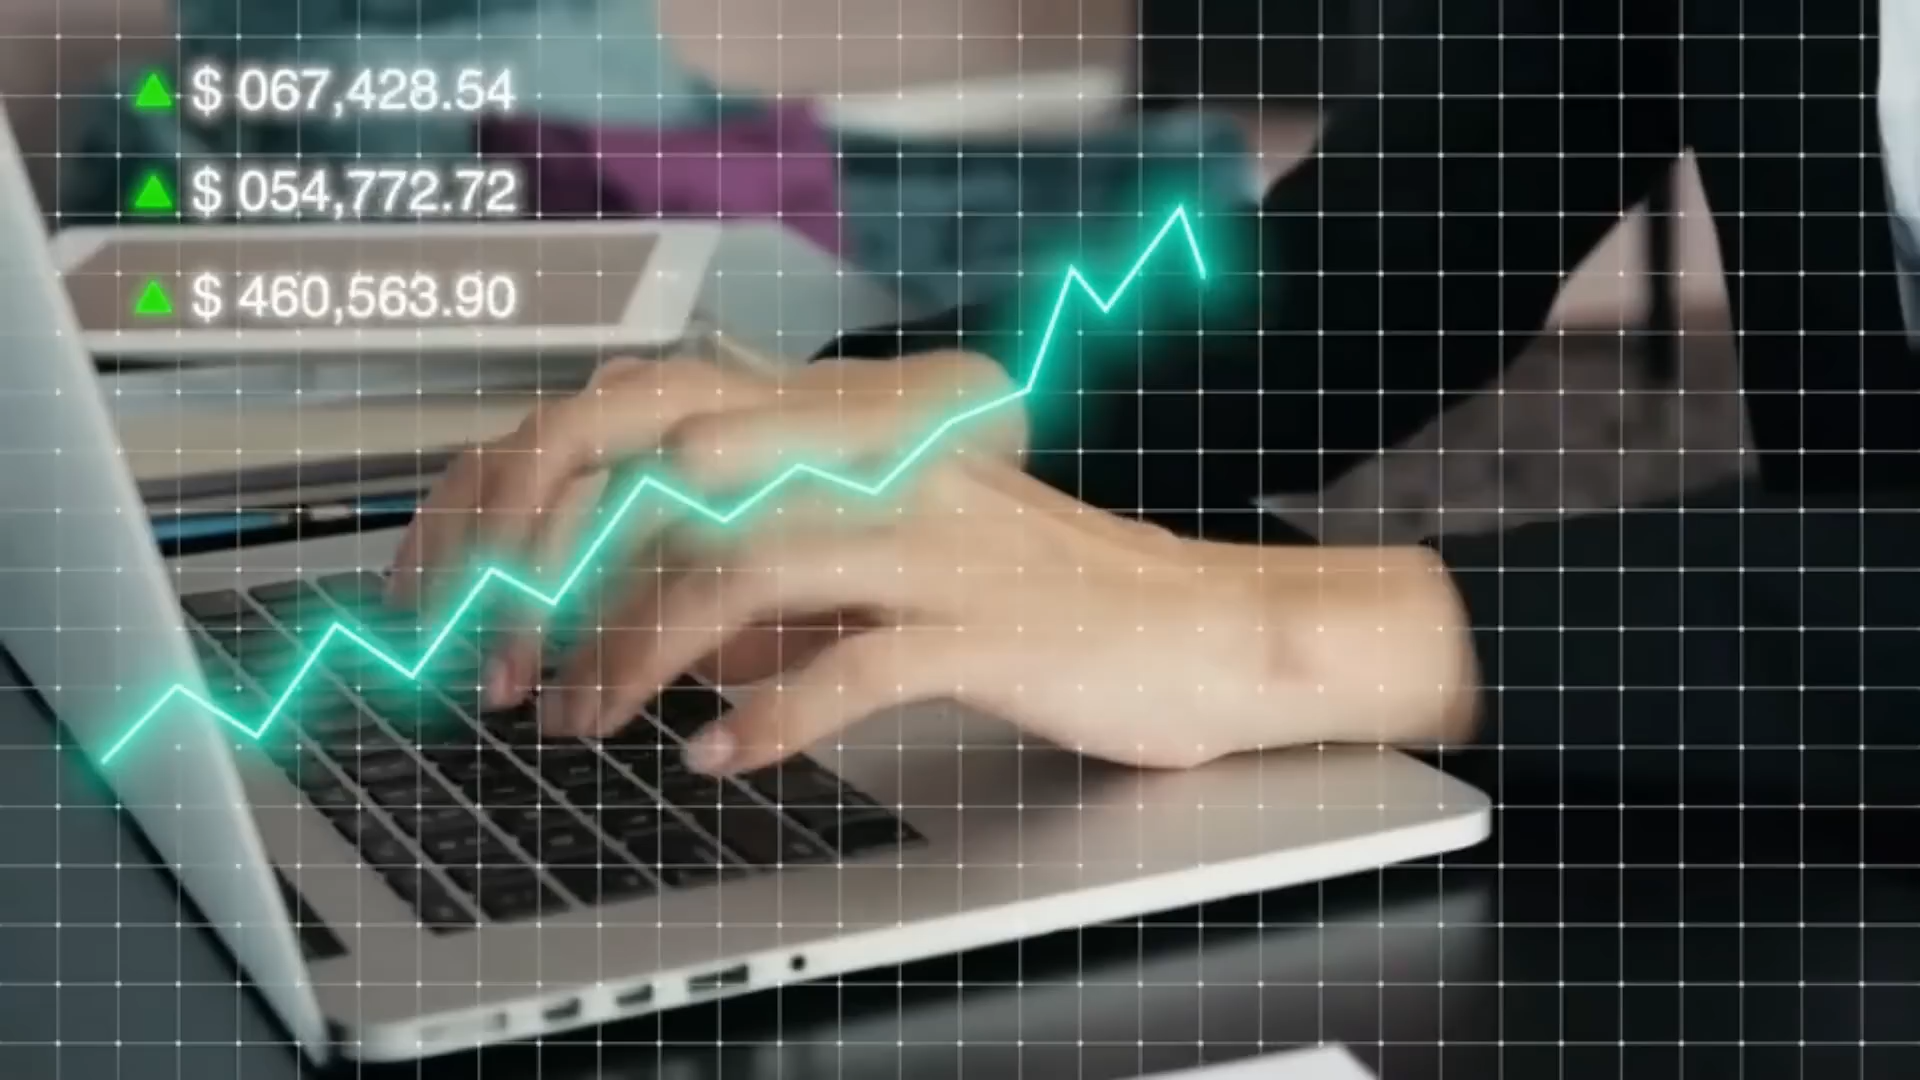 ▲ $ 067,428.54
▲ $ 054,772.72
▲ $ 460,563.90